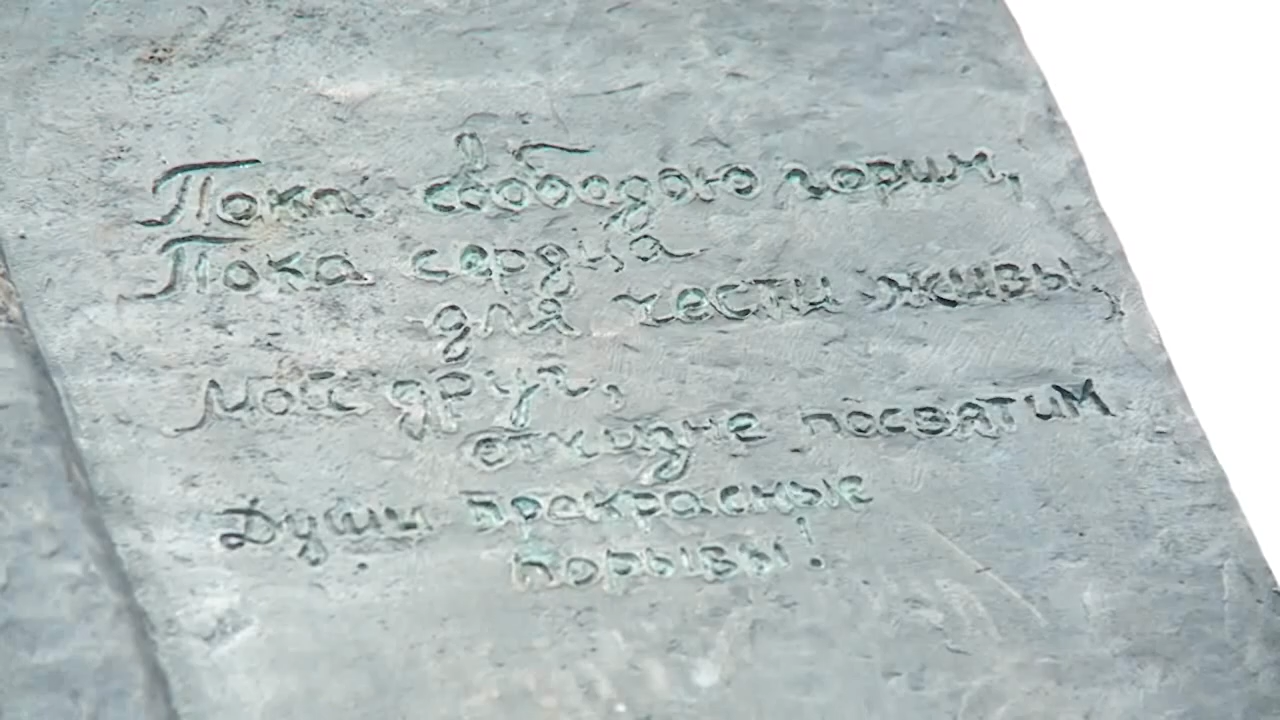 Пока свободою горим,
Пока сердца
для чести живы,
Мой друг,
отчизне посвятим
Души прекрасные
порывы!